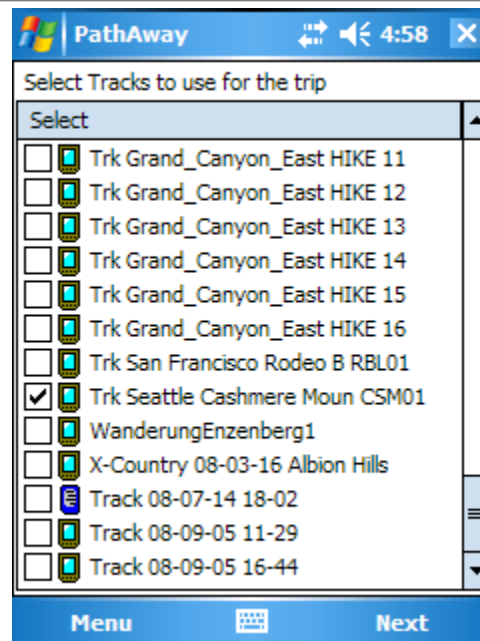 PathAway 4:58
Select Tracks to use for the trip
Select
Trk Grand_Canyon_East HIKE 11
Trk Grand_Canyon_East HIKE 12
Trk Grand_Canyon_East HIKE 13
Trk Grand_Canyon_East HIKE 14
Trk Grand_Canyon_East HIKE 15
Trk Grand_Canyon_East HIKE 16
Trk San Francisco Rodeo B RBL01
Trk Seattle Cashmere Moun CSM01
WanderungEnzenberg1
X-Country 08-03-16 Albion Hills
Track 08-07-14 18-02
Track 08-09-05 11-29
Track 08-09-05 16-44
Menu Next